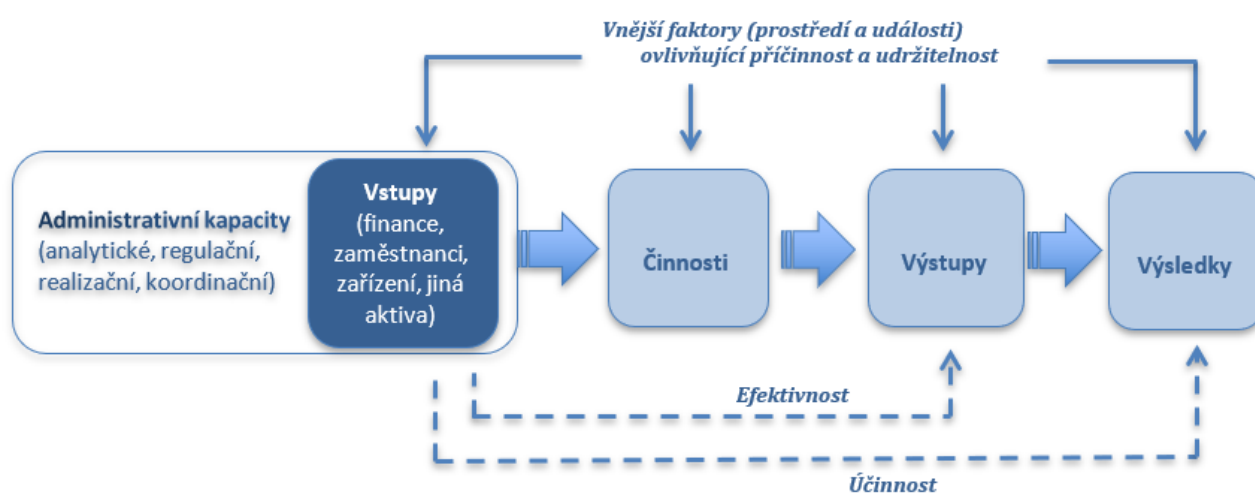 Vnější faktory (prostředí a události)
ovlivňující příčinnost a udržitelnost
Administrativní kapacity
(analytické, regulační,
realizační, koordinační)
Vstupy
(finance,
zaměstnanci,
zařízení, jiná
aktiva)
Činnosti
Výstupy
Výsledky
Efektivnost
Účinnost